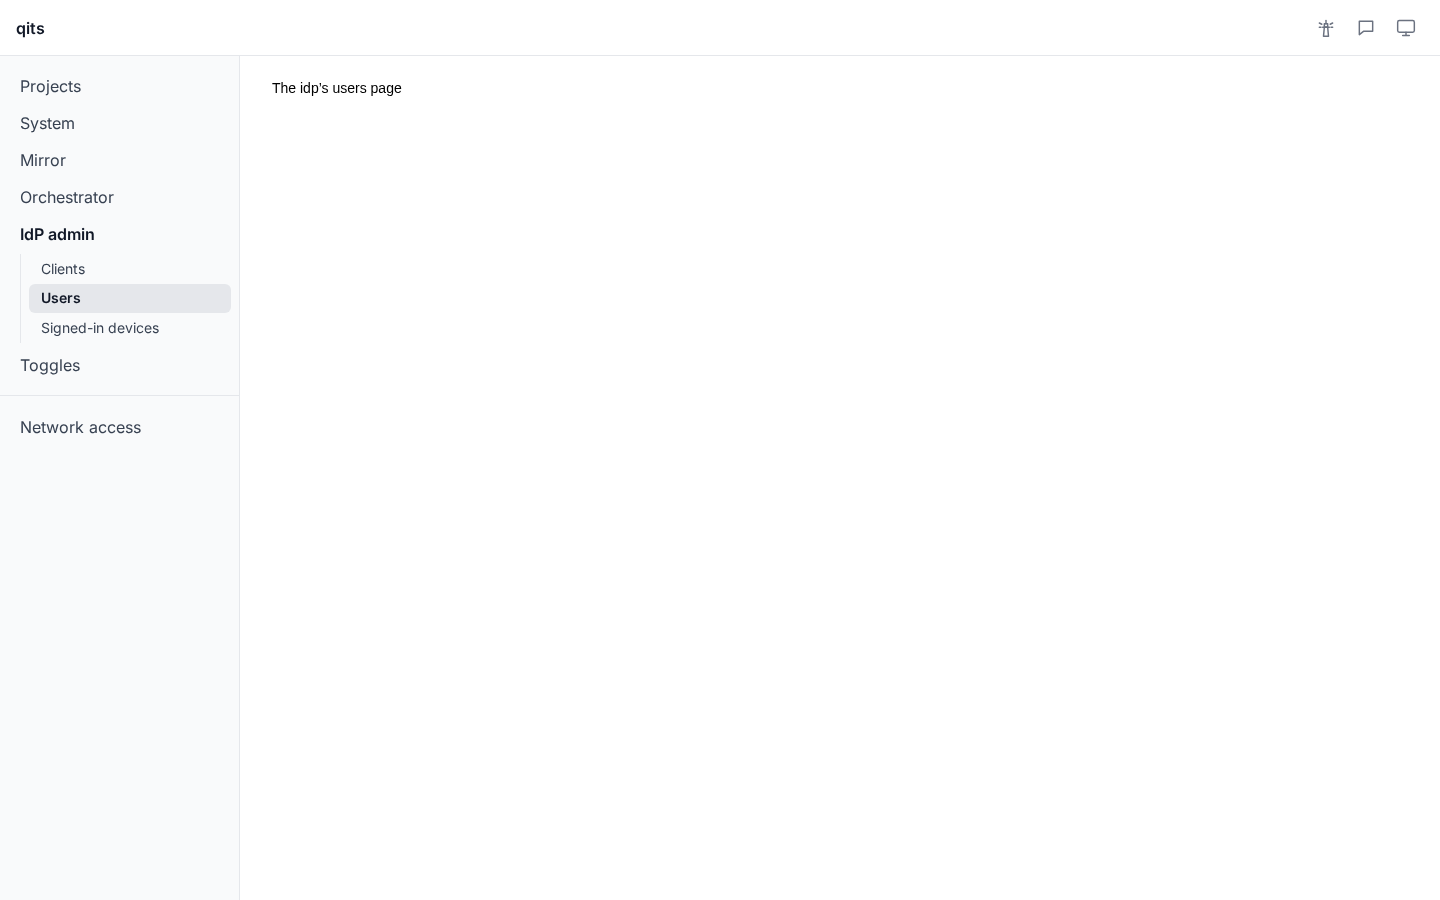 qits
Projects
System
Mirror
Orchestrator
IdP admin
Clients
Users
Signed-in devices
Toggles
Network access
The idp’s users page